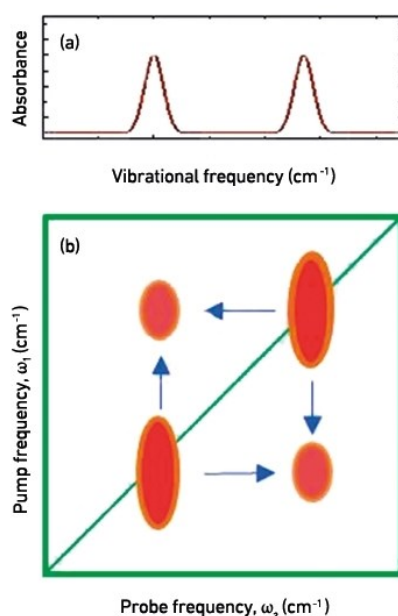 (a)
Absorbance
Vibrational frequency (cm⁻¹)
(b)
Pump frequency, ω₁ (cm⁻¹)
Probe frequency, ω₃ (cm⁻¹)